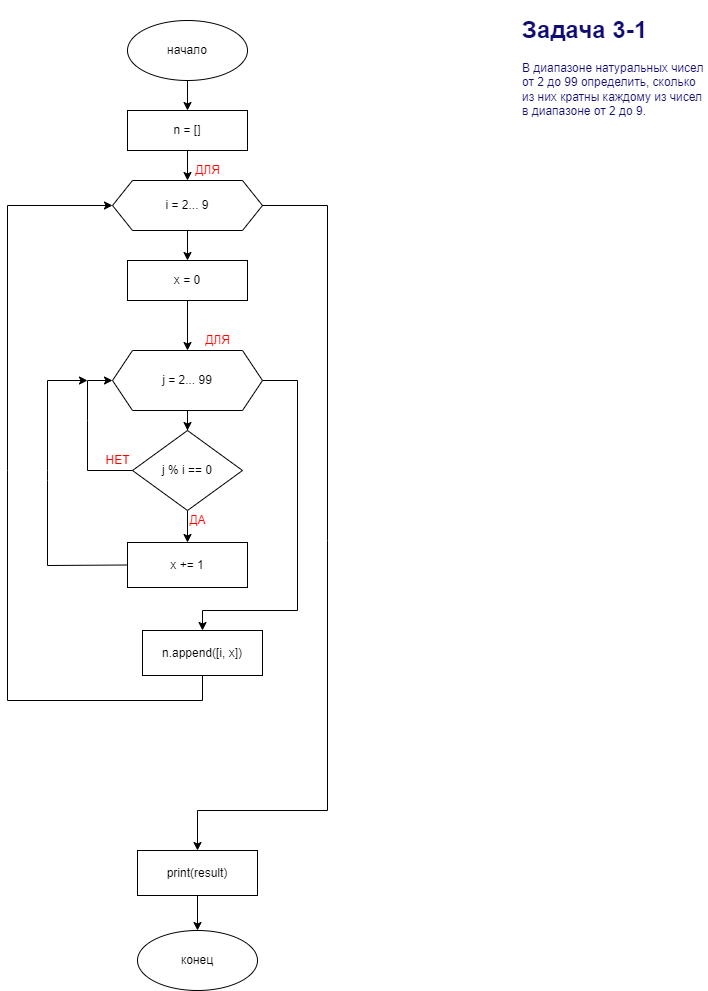 Задача 3-1
В диапазоне натуральных чисел
от 2 до 99 определить, сколько
из них кратны каждому из чисел
в диапазоне от 2 до 9.
начало
n = []
ДЛЯ
i = 2... 9
x = 0
ДЛЯ
j = 2... 99
НЕТ
j % i == 0
ДА
x += 1
n.append([i, x])
print(result)
конец